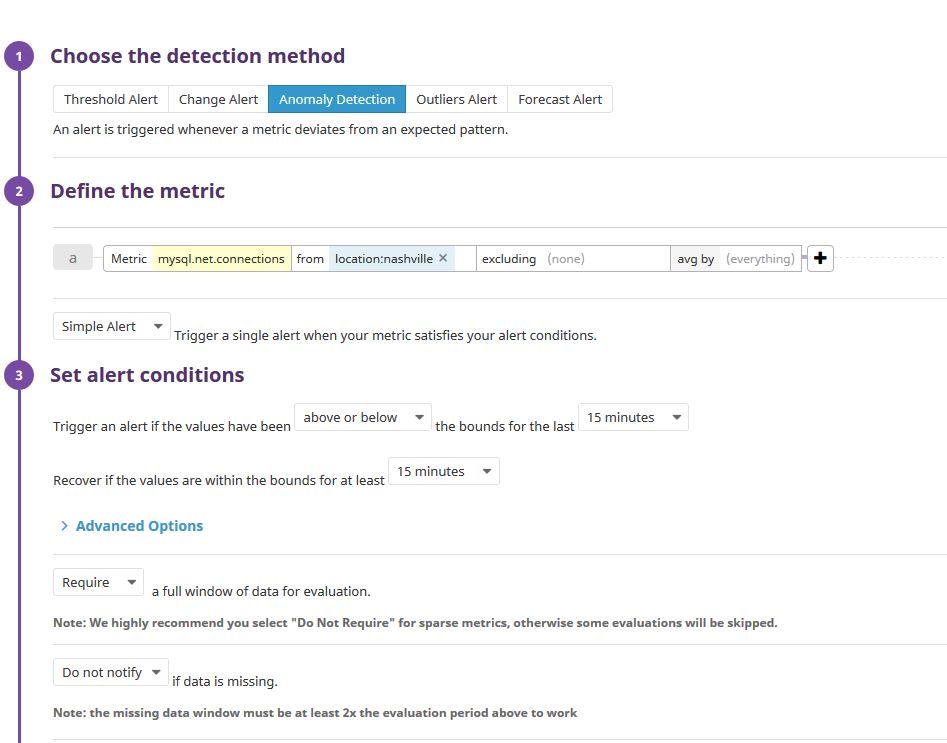 1 Choose the detection method
Threshold Alert Change Alert Anomaly Detection Outliers Alert Forecast Alert
An alert is triggered whenever a metric deviates from an expected pattern.
2 Define the metric
a Metric mysql.net.connections from location:nashville × excluding (none) avg by (everything) +
Simple Alert Trigger a single alert when your metric satisfies your alert conditions.
3 Set alert conditions
Trigger an alert if the values have been above or below the bounds for the last 15 minutes
Recover if the values are within the bounds for at least 15 minutes
> Advanced Options
Require a full window of data for evaluation.
Note: We highly recommend you select "Do Not Require" for sparse metrics, otherwise some evaluations will be skipped.
Do not notify if data is missing.
Note: the missing data window must be at least 2x the evaluation period above to work